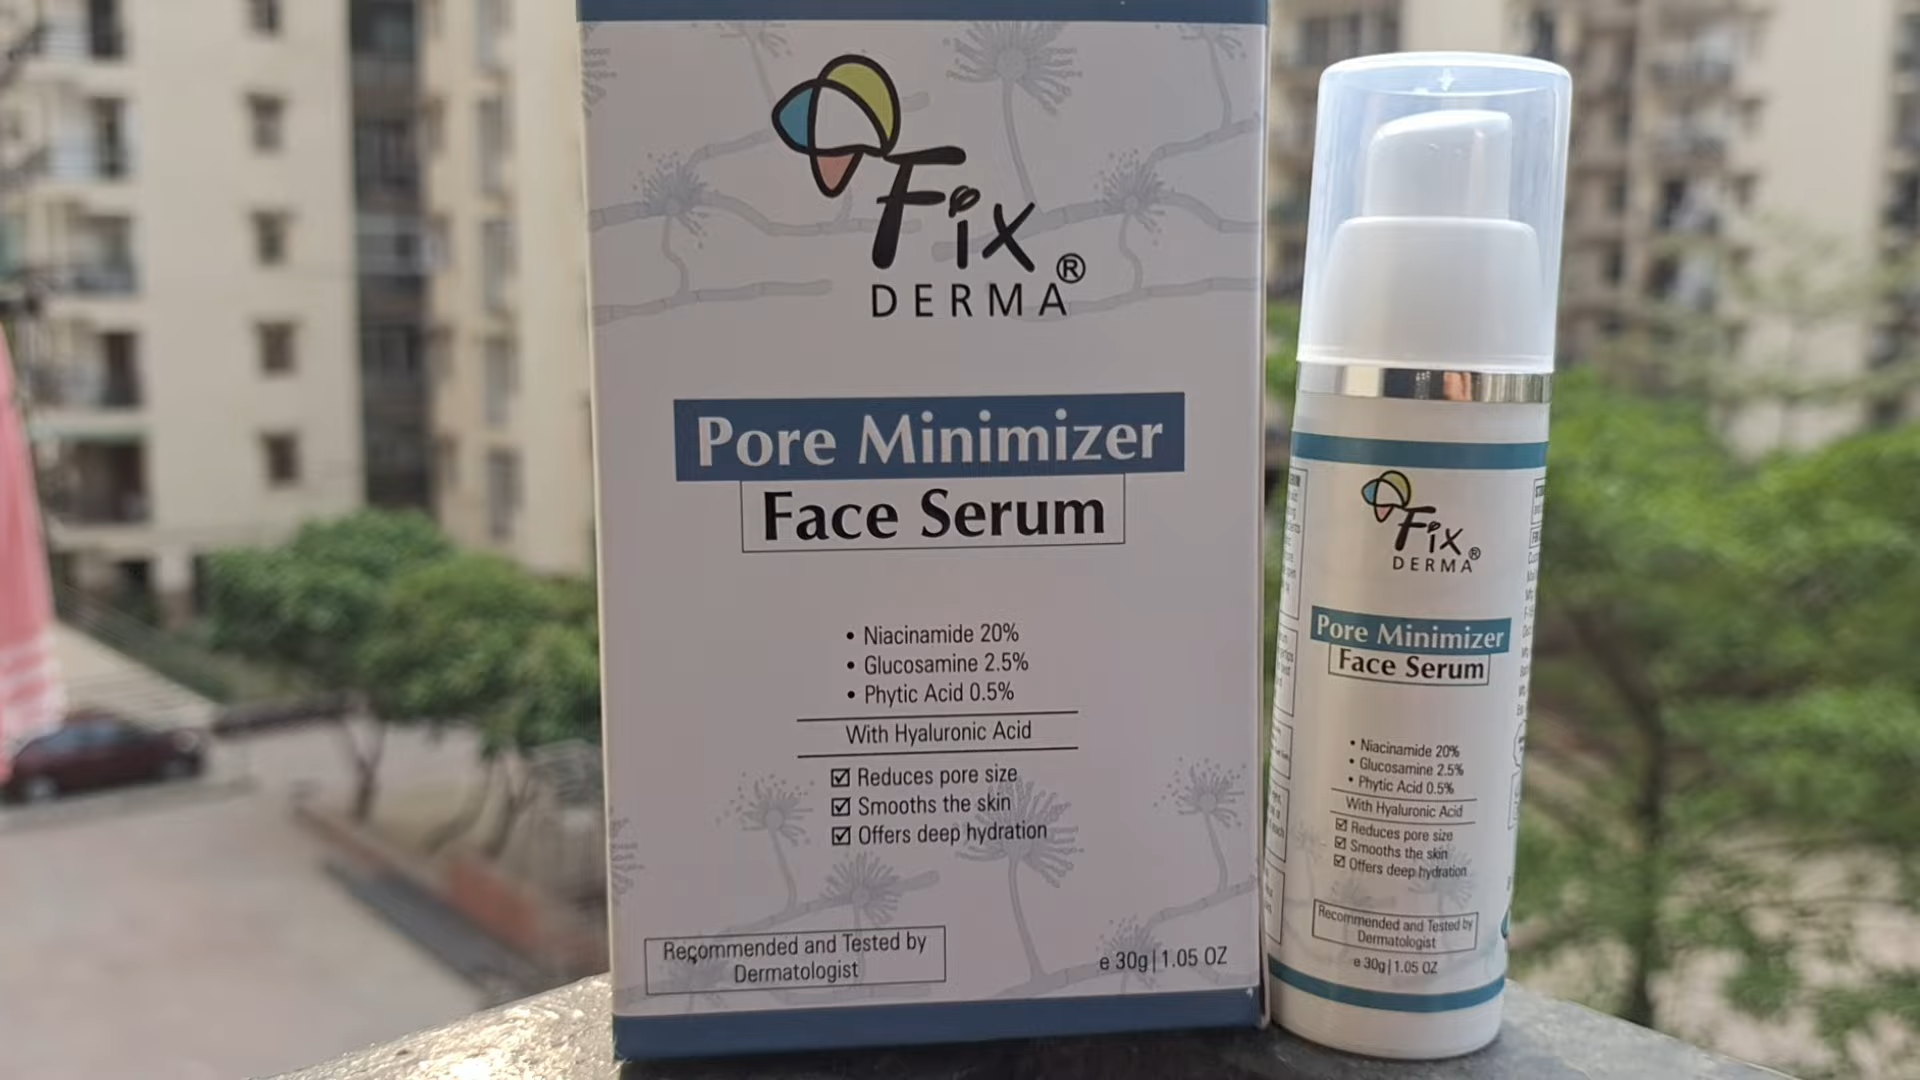 Fix
DERMA®
Pore Minimizer
Face Serum
• Niacinamide 20%
• Glucosamine 2.5%
• Phytic Acid 0.5%
With Hyaluronic Acid
☑ Reduces pore size
☑ Smooths the skin
☑ Offers deep hydration
Recommended and Tested by
Dermatologist
e 30g|1.05 OZ
Fix
DERMA®
Pore Minimizer
Face Serum
• Niacinamide 20%
• Glucosamine 2.5%
• Phytic Acid 0.5%
With Hyaluronic Acid
☑ Reduces pore size
☑ Smooths the skin
☑ Offers deep hydration
Recommended and Tested by
Dermatologist
e 30g|1.05 OZ